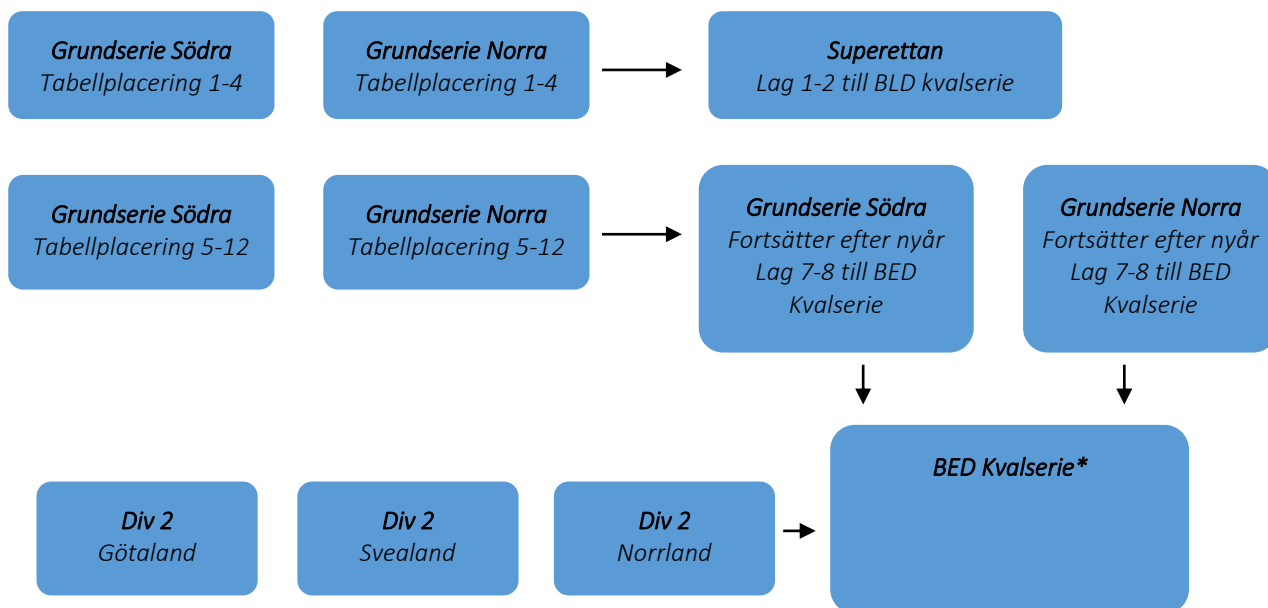 Grundserie Södra
Tabellplacering 1-4
Grundserie Norra
Tabellplacering 1-4
Superettan
Lag 1-2 till BLD kvalserie
Grundserie Södra
Tabellplacering 5-12
Grundserie Norra
Tabellplacering 5-12
Grundserie Södra
Fortsätter efter nyår
Lag 7-8 till BED
Kvalserie
Grundserie Norra
Fortsätter efter nyår
Lag 7-8 till BED
Kvalserie
BED Kvalserie*
Div 2
Götaland
Div 2
Svealand
Div 2
Norrland